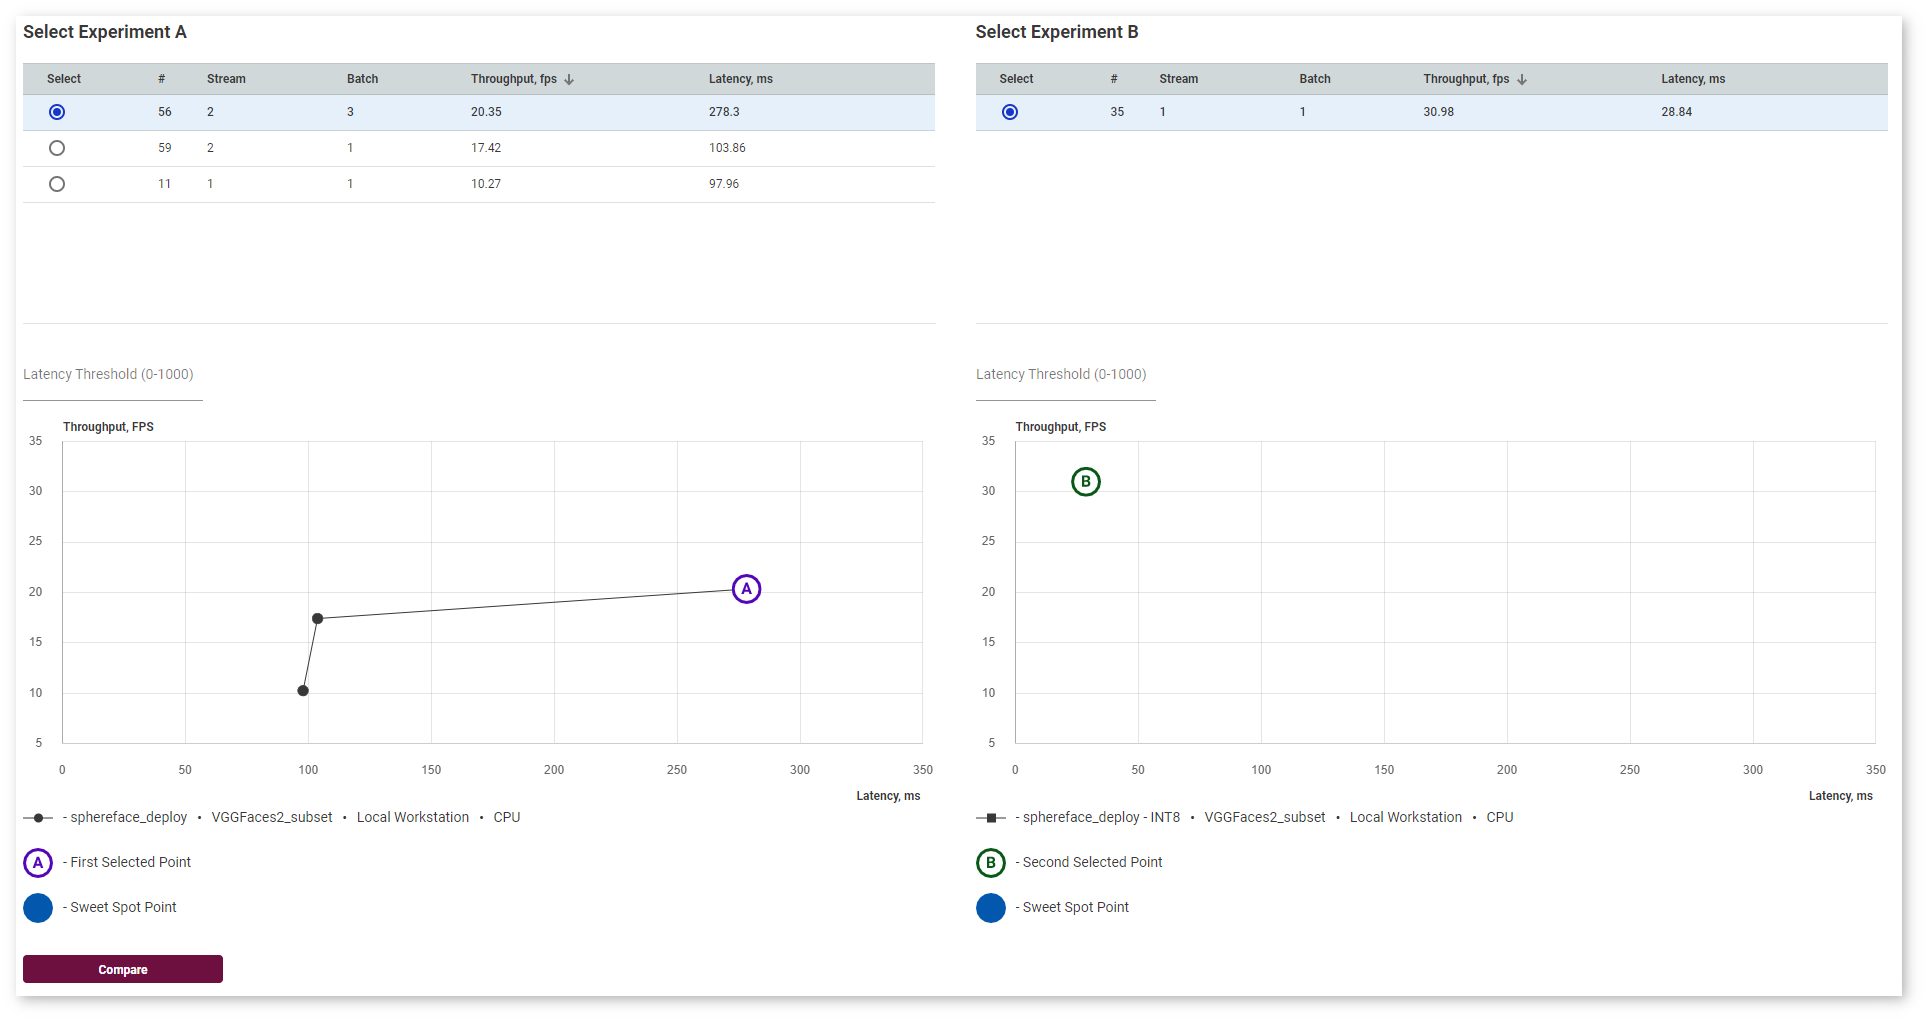 Select Experiment A
Select # Stream Batch Throughput, fps Latency, ms
56 2 3 20.35 278.3
59 2 1 17.42 103.86
11 1 1 10.27 97.96
Latency Threshold (0-1000)
Throughput, FPS
35
30
25
20
15
10
5
A
0 50 100 150 200 250 300 350
Latency, ms
- sphereface_deploy • VGGFaces2_subset • Local Workstation • CPU
A - First Selected Point
- Sweet Spot Point
Compare
Select Experiment B
Select # Stream Batch Throughput, fps Latency, ms
35 1 1 30.98 28.84
Latency Threshold (0-1000)
Throughput, FPS
35
30
25
20
15
10
5
B
0 50 100 150 200 250 300 350
Latency, ms
- sphereface_deploy - INT8 • VGGFaces2_subset • Local Workstation • CPU
B - Second Selected Point
- Sweet Spot Point